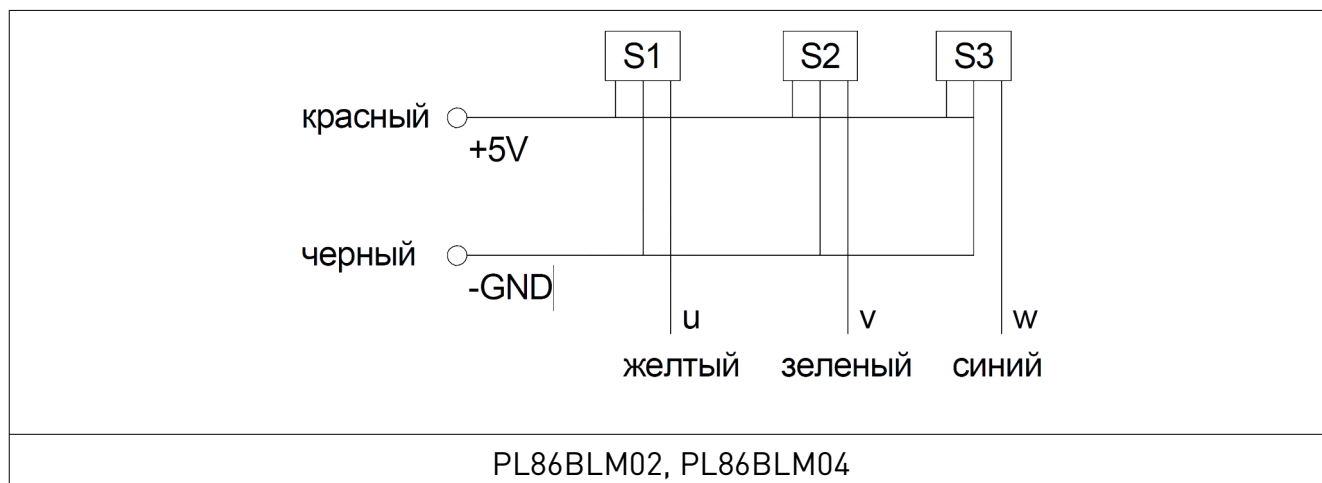 S1 S2 S3
красный
+5V
черный
-GND
u v w
желтый зеленый синий
PL86BLM02, PL86BLM04